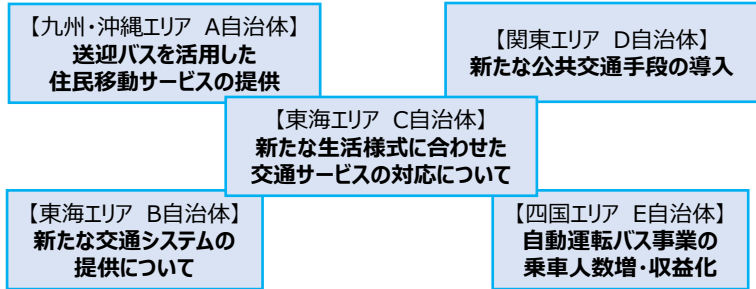 【九州・沖縄エリア A自治体】
送迎バスを活用した
住民移動サービスの提供
【関東エリア D自治体】
新たな公共交通手段の導入
【東海エリア C自治体】
新たな生活様式に合わせた
交通サービスの対応について
【東海エリア B自治体】
新たな交通システムの
提供について
【四国エリア E自治体】
自動運転バス事業の
乗車人数増・収益化